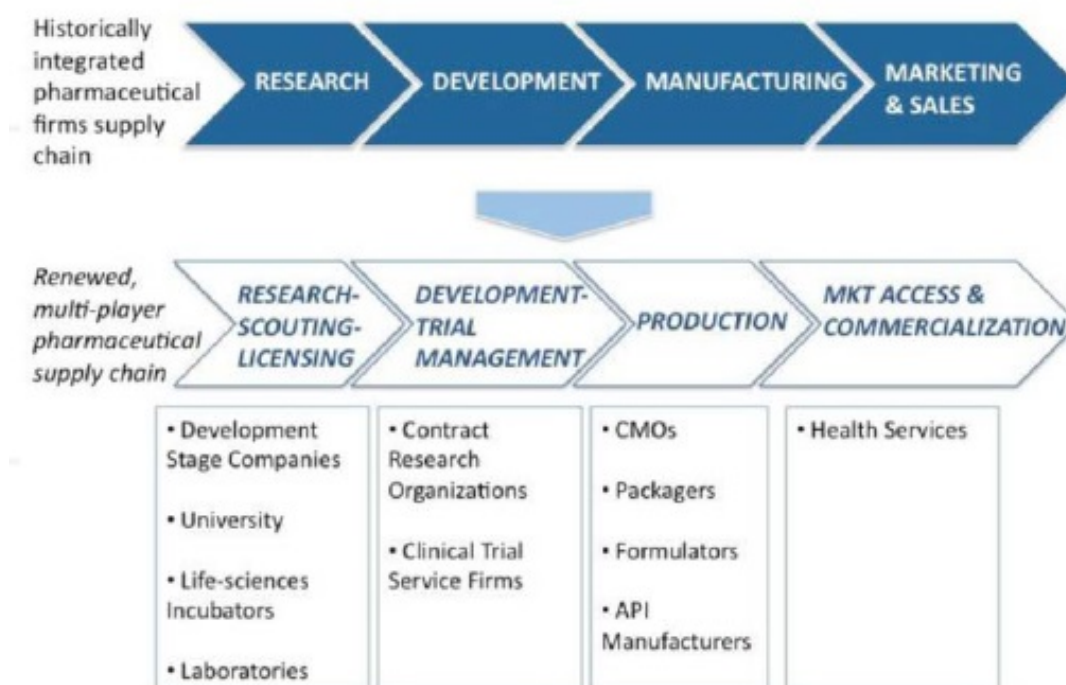 Historically
integrated
pharmaceutical
firms supply
chain
RESEARCH
DEVELOPMENT
MANUFACTURING
MARKETING
& SALES
Renewed,
multi-player
pharmaceutical
supply chain
RESEARCH-
SCOUTING-
LICENSING
DEVELOPMENT-
TRIAL
MANAGEMENT
PRODUCTION
MKT ACCESS &
COMMERCIALIZATION
• Development
Stage Companies
• University
• Life-sciences
Incubators
• Laboratories
• Contract
Research
Organizations
• Clinical Trial
Service Firms
• CMOs
• Packagers
• Formulators
• API
Manufacturers
• Health Services